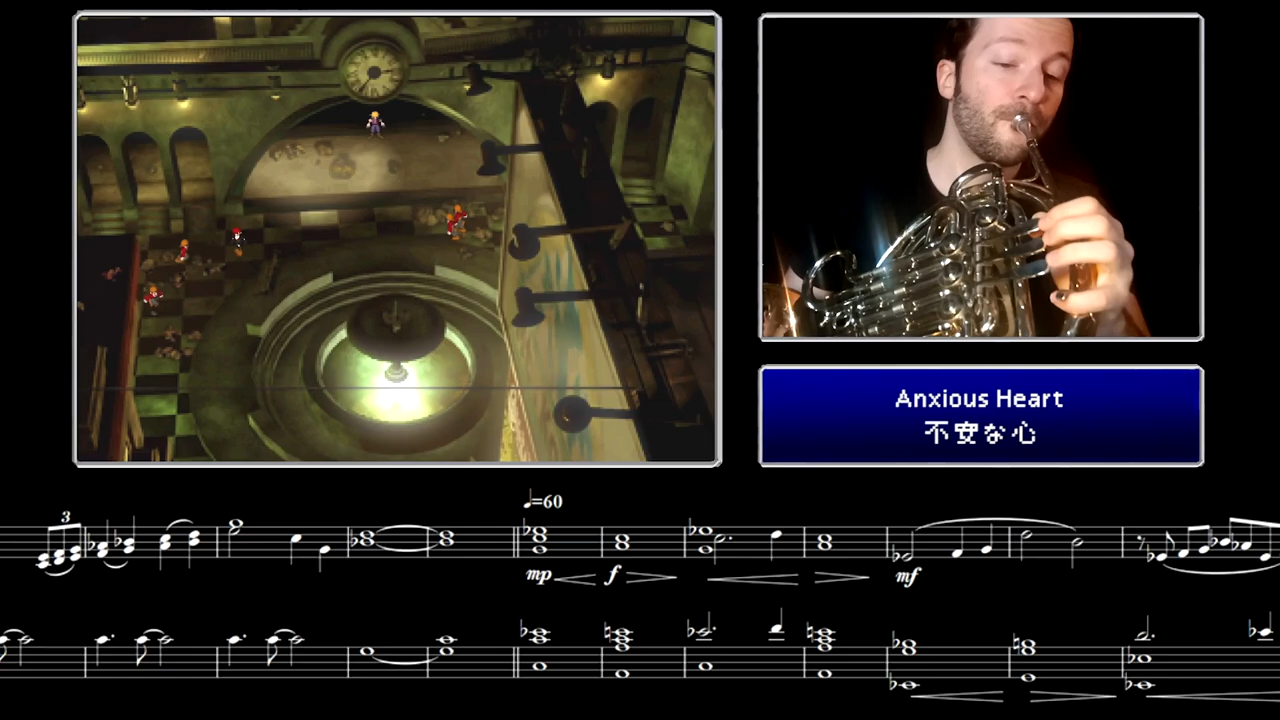 Anxious Heart
不安な心
♩=60
3
mp
f
mf